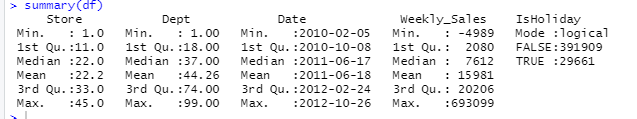 > summary(df)
     Store           Dept            Date             Weekly_Sales    IsHoliday
 Min.   : 1.0   Min.   : 1.00   Min.   :2010-02-05   Min.   : -4989   Mode :logical
 1st Qu.:11.0   1st Qu.:18.00   1st Qu.:2010-10-08   1st Qu.:  2080   FALSE:391909
 Median :22.0   Median :37.00   Median :2011-06-17   Median :  7612   TRUE :29661
 Mean   :22.2   Mean   :44.26   Mean   :2011-06-18   Mean   : 15981
 3rd Qu.:33.0   3rd Qu.:74.00   3rd Qu.:2012-02-24   3rd Qu.: 20206
 Max.   :45.0   Max.   :99.00   Max.   :2012-10-26   Max.   :693099
>